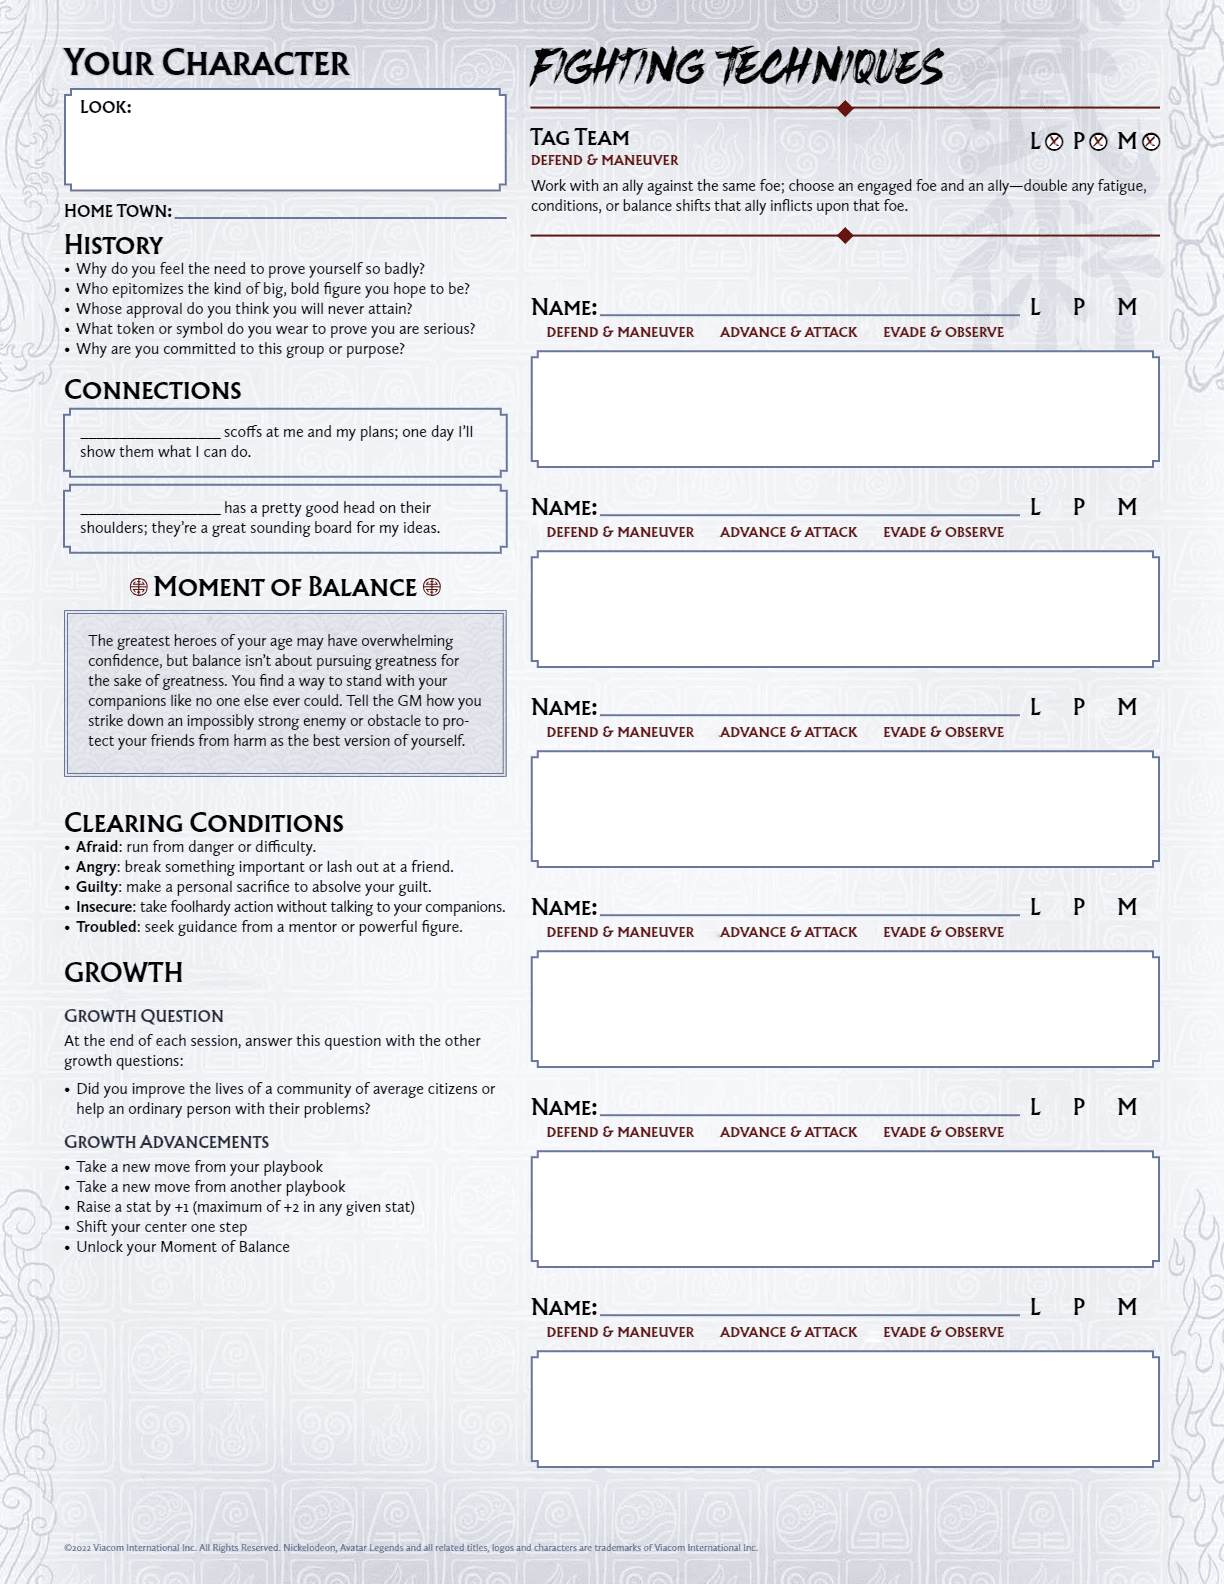 Your Character
Look:
Home Town:
History
• Why do you feel the need to prove yourself so badly?
• Who epitomizes the kind of big, bold figure you hope to be?
• Whose approval do you think you will never attain?
• What token or symbol do you wear to prove you are serious?
• Why are you committed to this group or purpose?
Connections
__________________ scoffs at me and my plans; one day I'll
show them what I can do.
__________________ has a pretty good head on their
shoulders; they're a great sounding board for my ideas.
Moment of Balance
The greatest heroes of your age may have overwhelming
confidence, but balance isn't about pursuing greatness for
the sake of greatness. You find a way to stand with your
companions like no one else ever could. Tell the GM how you
strike down an impossibly strong enemy or obstacle to pro-
tect your friends from harm as the best version of yourself.
Clearing Conditions
• Afraid: run from danger or difficulty.
• Angry: break something important or lash out at a friend.
• Guilty: make a personal sacrifice to absolve your guilt.
• Insecure: take foolhardy action without talking to your companions.
• Troubled: seek guidance from a mentor or powerful figure.
GROWTH
Growth Question
At the end of each session, answer this question with the other
growth questions:
• Did you improve the lives of a community of average citizens or
help an ordinary person with their problems?
Growth Advancements
• Take a new move from your playbook
• Take a new move from another playbook
• Raise a stat by +1 (maximum of +2 in any given stat)
• Shift your center one step
• Unlock your Moment of Balance
Fighting Techniques
武術
Tag Team L P M
DEFEND & MANEUVER
Work with an ally against the same foe; choose an engaged foe and an ally—double any fatigue,
conditions, or balance shifts that ally inflicts upon that foe.
Name: L P M
DEFEND & MANEUVER ADVANCE & ATTACK EVADE & OBSERVE
Name: L P M
DEFEND & MANEUVER ADVANCE & ATTACK EVADE & OBSERVE
Name: L P M
DEFEND & MANEUVER ADVANCE & ATTACK EVADE & OBSERVE
Name: L P M
DEFEND & MANEUVER ADVANCE & ATTACK EVADE & OBSERVE
Name: L P M
DEFEND & MANEUVER ADVANCE & ATTACK EVADE & OBSERVE
Name: L P M
DEFEND & MANEUVER ADVANCE & ATTACK EVADE & OBSERVE
©2022 Viacom International Inc. All Rights Reserved. Nickelodeon, Avatar Legends and all related titles, logos and characters are trademarks of Viacom International Inc.